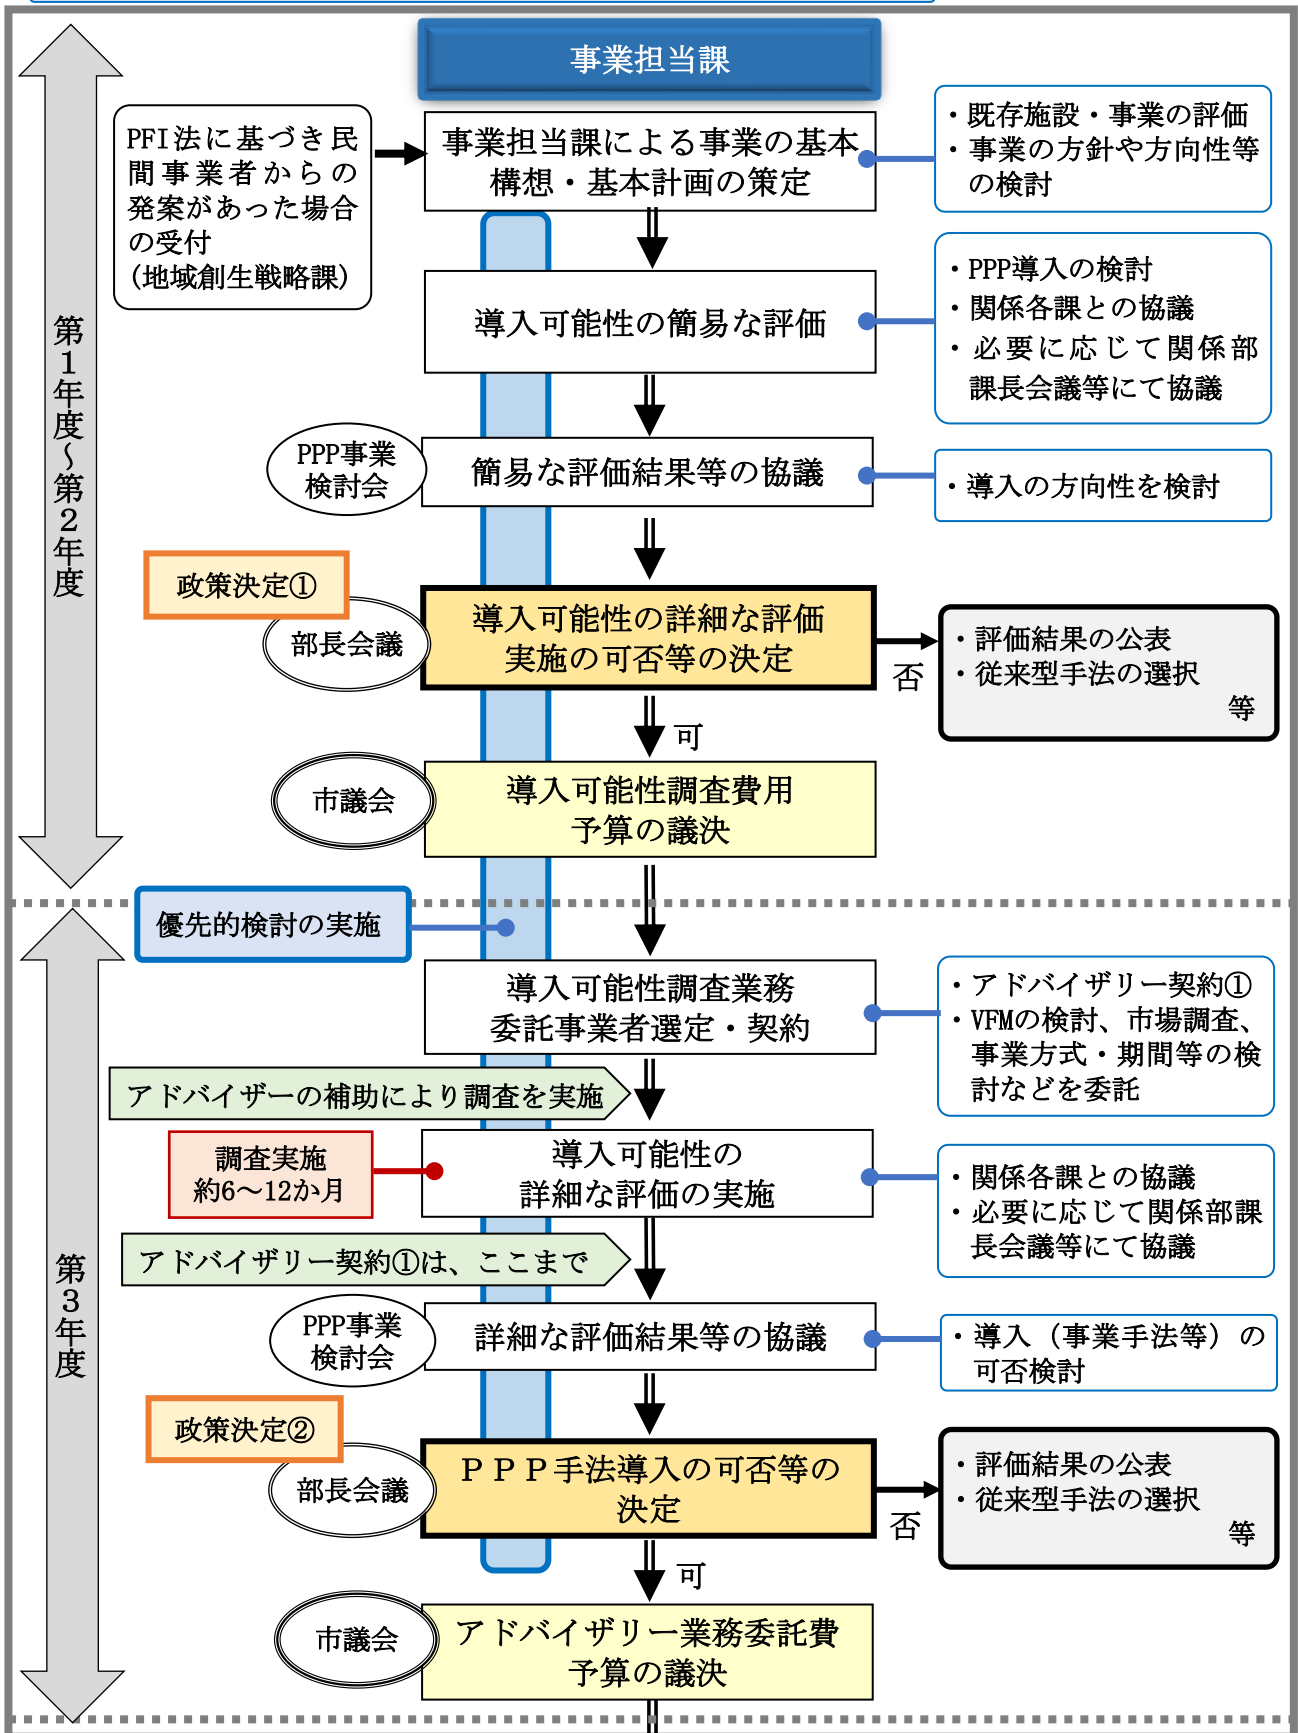 事業担当課
PFI法に基づき民
間事業者からの
発案があった場合
の受付
(地域創生戦略課)
事業担当課による事業の基本
構想・基本計画の策定
・既存施設・事業の評価
・事業の方針や方向性等
の検討
導入可能性の簡易な評価
・PPP導入の検討
・関係各課との協議
・必要に応じて関係部
課長会議等にて協議
第1年度～第2年度
PPP事業
検討会
簡易な評価結果等の協議
・導入の方向性を検討
政策決定①
部長会議
導入可能性の詳細な評価
実施の可否等の決定
否
・評価結果の公表
・従来型手法の選択
等
可
市議会
導入可能性調査費用
予算の議決
優先的検討の実施
導入可能性調査業務
委託事業者選定・契約
・アドバイザリー契約①
・VFMの検討、市場調査、
事業方式・期間等の検
討などを委託
アドバイザーの補助により調査を実施
調査実施
約6～12か月
導入可能性の
詳細な評価の実施
・関係各課との協議
・必要に応じて関係部課
長会議等にて協議
第3年度
アドバイザリー契約①は、ここまで
PPP事業
検討会
詳細な評価結果等の協議
・導入（事業手法等）の
可否検討
政策決定②
部長会議
ＰＰＰ手法導入の可否等の
決定
否
・評価結果の公表
・従来型手法の選択
等
可
市議会
アドバイザリー業務委託費
予算の議決